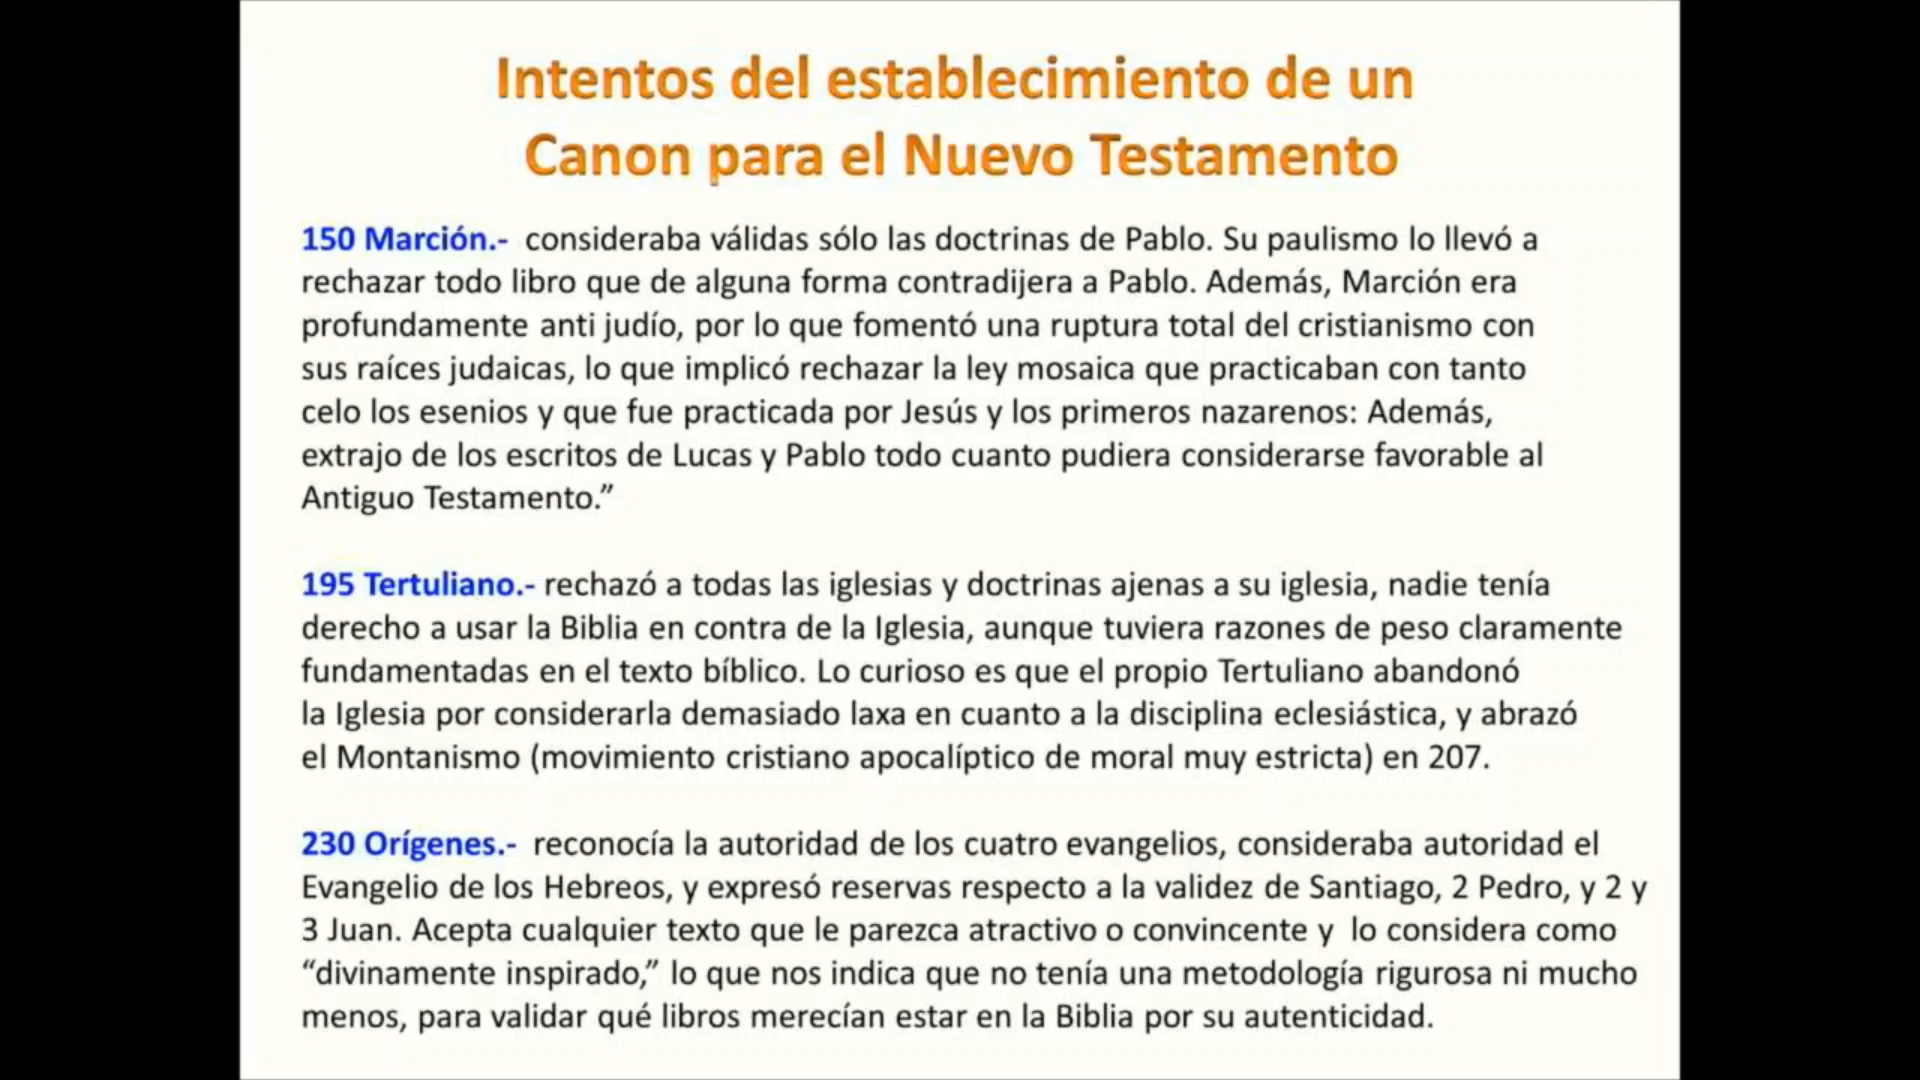 Intentos del establecimiento de un
Canon para el Nuevo Testamento
150 Marción.- consideraba válidas sólo las doctrinas de Pablo. Su paulismo lo llevó a
rechazar todo libro que de alguna forma contradijera a Pablo. Además, Marción era
profundamente anti judío, por lo que fomentó una ruptura total del cristianismo con
sus raíces judaicas, lo que implicó rechazar la ley mosaica que practicaban con tanto
celo los esenios y que fue practicada por Jesús y los primeros nazarenos: Además,
extrajo de los escritos de Lucas y Pablo todo cuanto pudiera considerarse favorable al
Antiguo Testamento.”
195 Tertuliano.- rechazó a todas las iglesias y doctrinas ajenas a su iglesia, nadie tenía
derecho a usar la Biblia en contra de la Iglesia, aunque tuviera razones de peso claramente
fundamentadas en el texto bíblico. Lo curioso es que el propio Tertuliano abandonó
la Iglesia por considerarla demasiado laxa en cuanto a la disciplina eclesiástica, y abrazó
el Montanismo (movimiento cristiano apocalíptico de moral muy estricta) en 207.
230 Orígenes.- reconocía la autoridad de los cuatro evangelios, consideraba autoridad el
Evangelio de los Hebreos, y expresó reservas respecto a la validez de Santiago, 2 Pedro, y 2 y
3 Juan. Acepta cualquier texto que le parezca atractivo o convincente y lo considera como
“divinamente inspirado,” lo que nos indica que no tenía una metodología rigurosa ni mucho
menos, para validar qué libros merecían estar en la Biblia por su autenticidad.